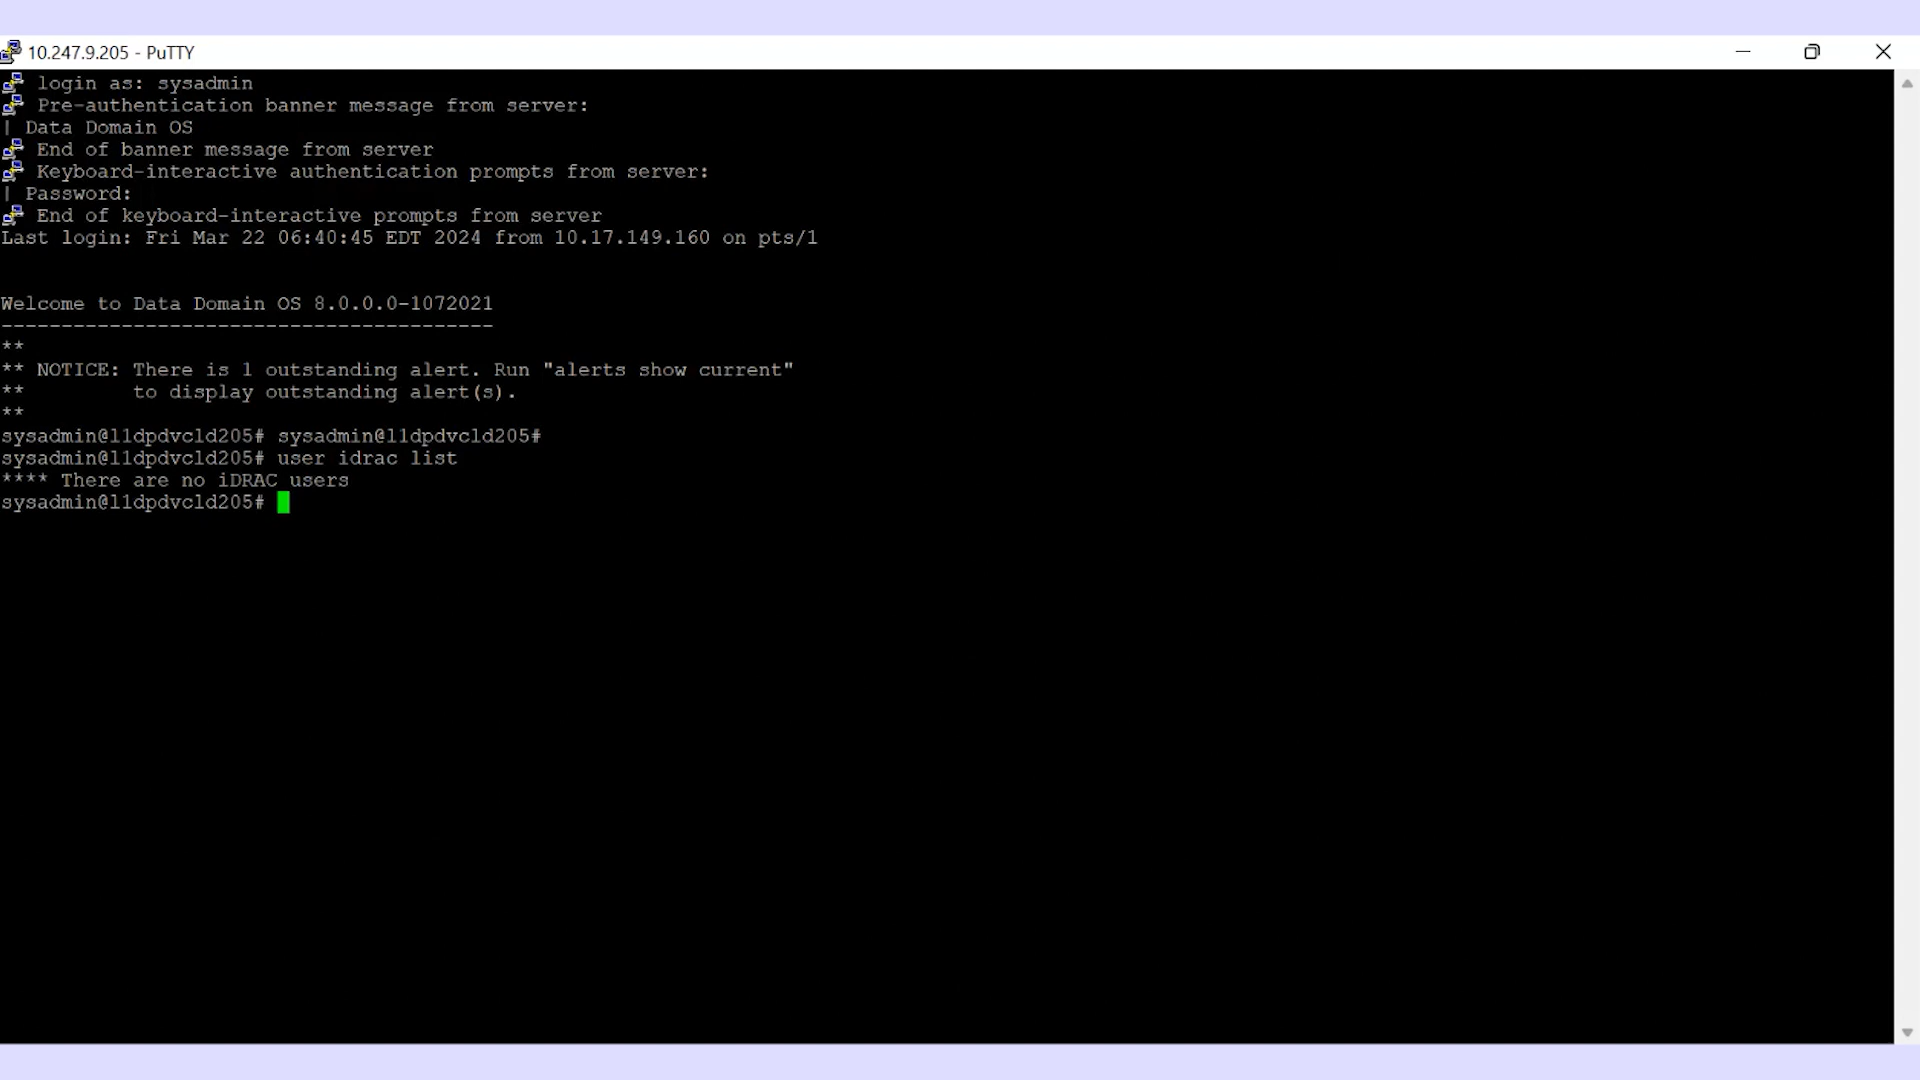 10.247.9.205 - PuTTY
login as: sysadmin
Pre-authentication banner message from server:
| Data Domain OS
End of banner message from server
Keyboard-interactive authentication prompts from server:
| Password:
End of keyboard-interactive prompts from server
Last login: Fri Mar 22 06:40:45 EDT 2024 from 10.17.149.160 on pts/1
Welcome to Data Domain OS 8.0.0.0-1072021
-----------------------------------------
**
** NOTICE: There is 1 outstanding alert. Run "alerts show current"
**         to display outstanding alert(s).
**
sysadmin@l1dpdvcld205# sysadmin@l1dpdvcld205#
sysadmin@l1dpdvcld205# user idrac list
**** There are no iDRAC users
sysadmin@l1dpdvcld205#